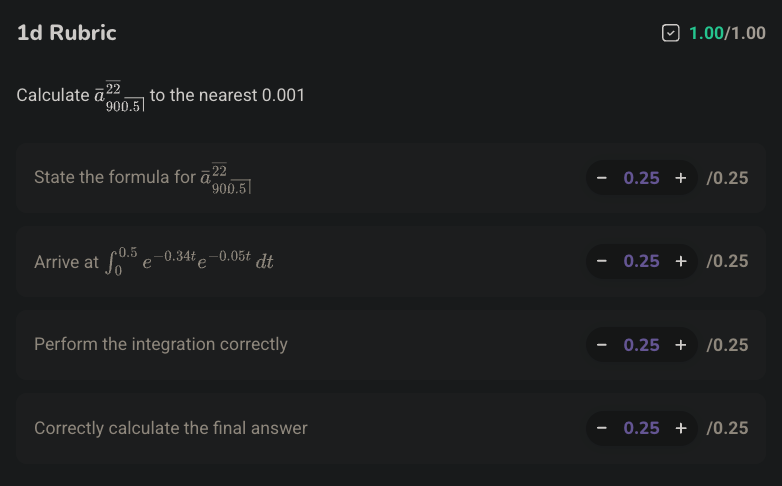 1d Rubric
1.00/1.00
Calculate $\bar{a}^{\overline{22}}_{90\overline{0.5}|}$ to the nearest 0.001
State the formula for $\bar{a}^{\overline{22}}_{90\overline{0.5}|}$ − 0.25 + /0.25
Arrive at $\int_0^{0.5} e^{-0.34t}e^{-0.05t}\,dt$ − 0.25 + /0.25
Perform the integration correctly − 0.25 + /0.25
Correctly calculate the final answer − 0.25 + /0.25